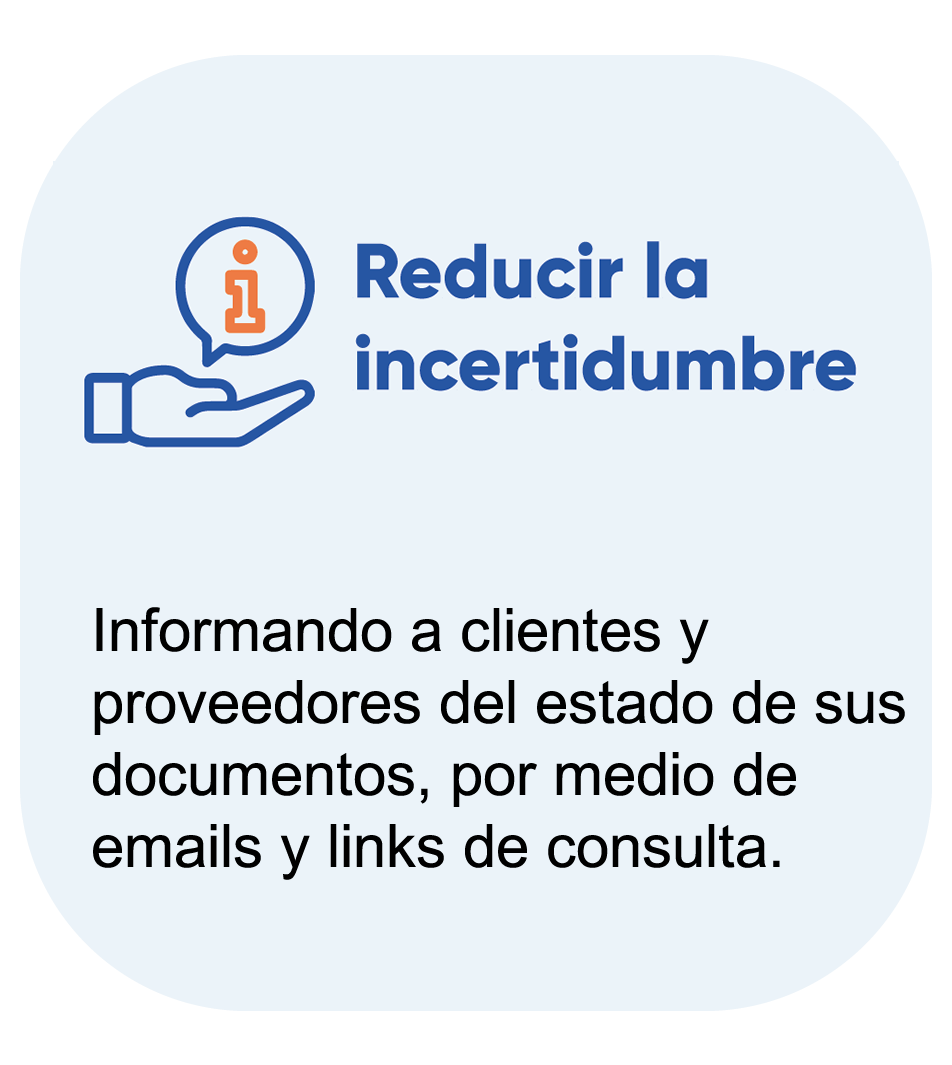 Reducir la
incertidumbre
Informando a clientes y
proveedores del estado de sus
documentos, por medio de
emails y links de consulta.